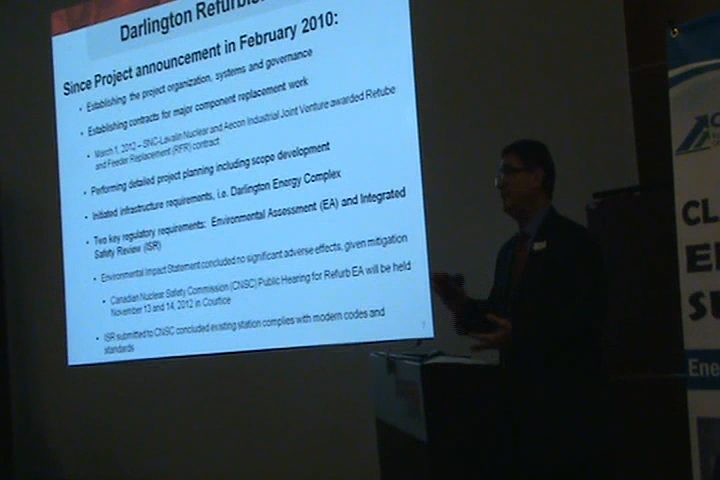 Darlington Refurbis
Since Project announcement in February 2010:
• Establishing the project organization, systems and governance
• Establishing contracts for major component replacement work
• March 1, 2012 – SNC-Lavalin Nuclear and Aecon Industrial Joint Venture awarded Retube
and Feeder Replacement (RFR) contract
• Performing detailed project planning including scope development
• Initiated infrastructure requirements, i.e. Darlington Energy Complex
• Two key regulatory requirements: Environmental Assessment (EA) and Integrated
Safety Review (ISR)
• Environmental Impact Statement concluded no significant adverse effects, given mitigation
• Canadian Nuclear Safety Commission (CNSC) Public Hearing for Refurb EA will be held
November 13 and 14, 2012 in Courtice
• ISR submitted to CNSC concluded existing station complies with modern codes and
standards
CL
E
SU
Ene